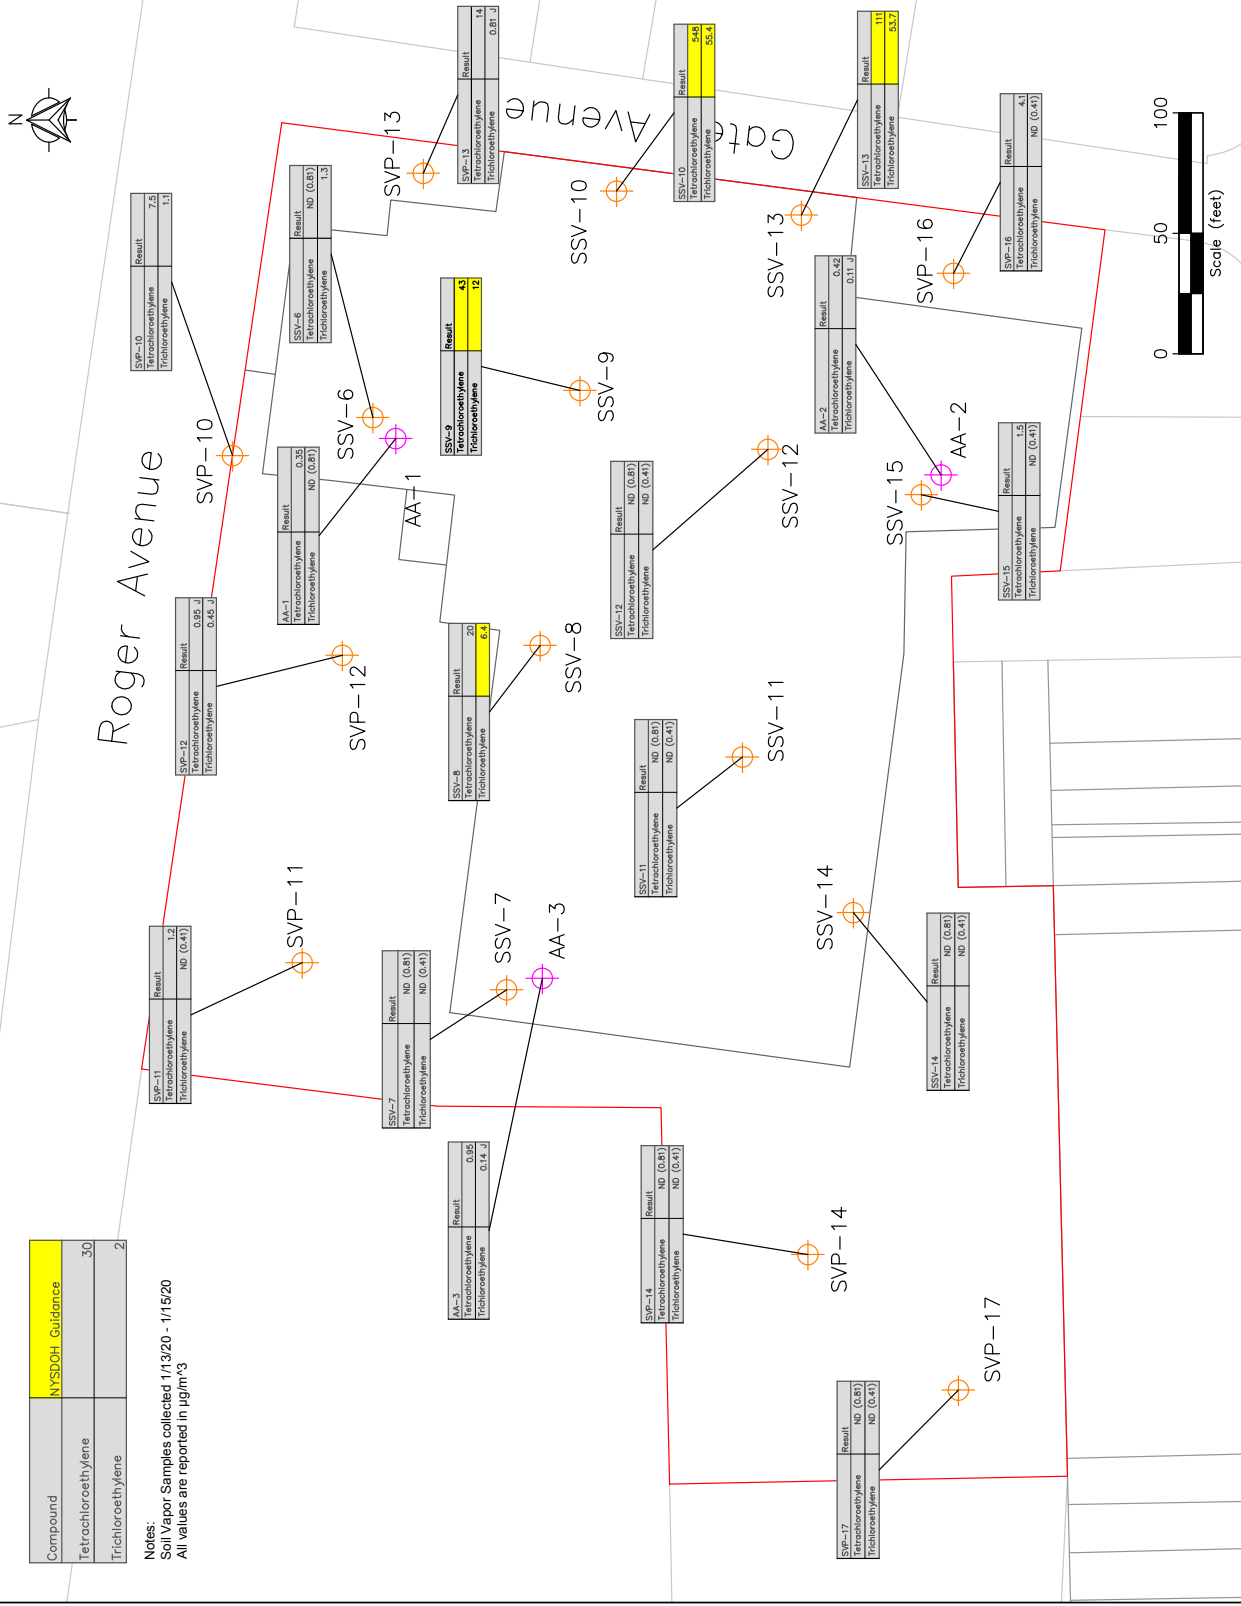 Compound NYSDOH Guidance
Tetrachloroethylene 30
Trichloroethylene 2
Notes:
Soil Vapor Samples collected 1/13/20 - 1/15/20
All values are reported in µg/m^3
N
Roger Avenue
Gates Avenue
SVP-11 Result
Tetrachloroethylene 1.2
Trichloroethylene ND (0.41)
SVP-11
SVP-12 Result
Tetrachloroethylene 0.95 J
Trichloroethylene 0.45 J
SVP-12
SVP-10 Result
Tetrachloroethylene 7.5
Trichloroethylene 1.1
SVP-10
AA-1 Result
Tetrachloroethylene 0.35
Trichloroethylene ND (0.81)
AA-1
SSV-6 Result
Tetrachloroethylene ND (0.81)
Trichloroethylene 1.3
SSV-6
SVP-13 Result
Tetrachloroethylene 14
Trichloroethylene 0.81 J
SVP-13
SSV-7 Result
Tetrachloroethylene ND (0.81)
Trichloroethylene ND (0.41)
SSV-7
AA-3 Result
Tetrachloroethylene 0.95
Trichloroethylene 0.14 J
AA-3
SSV-8 Result
Tetrachloroethylene 20
Trichloroethylene 6.4
SSV-8
SSV-9 Result
Tetrachloroethylene 43
Trichloroethylene 12
SSV-9
SSV-10 Result
Tetrachloroethylene 548
Trichloroethylene 55.4
SSV-10
SVP-14 Result
Tetrachloroethylene ND (0.81)
Trichloroethylene ND (0.41)
SVP-14
SSV-11 Result
Tetrachloroethylene ND (0.81)
Trichloroethylene ND (0.41)
SSV-11
SSV-12 Result
Tetrachloroethylene ND (0.81)
Trichloroethylene ND (0.41)
SSV-12
AA-2 Result
Tetrachloroethylene 0.42
Trichloroethylene 0.11 J
AA-2
SSV-13 Result
Tetrachloroethylene 111
Trichloroethylene 53.7
SSV-13
SVP-17 Result
Tetrachloroethylene ND (0.81)
Trichloroethylene ND (0.41)
SVP-17
SSV-14 Result
Tetrachloroethylene ND (0.81)
Trichloroethylene ND (0.41)
SSV-14
SSV-15 Result
Tetrachloroethylene 1.5
Trichloroethylene ND (0.41)
SSV-15
SVP-16 Result
Tetrachloroethylene 4.1
Trichloroethylene ND (0.41)
SVP-16
0 50 100
Scale (feet)